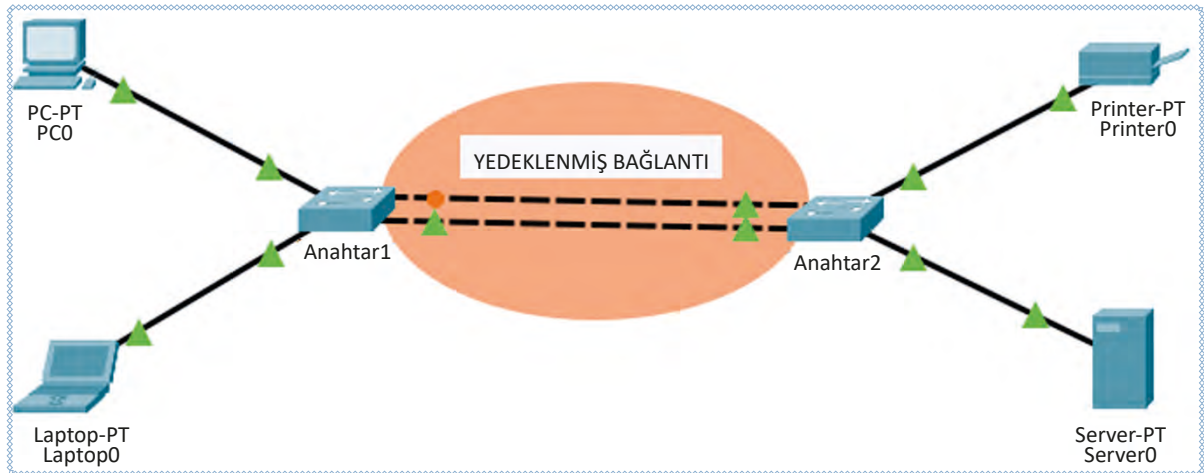 PC-PT
PC0
Printer-PT
Printer0
YEDEKLENMİŞ BAĞLANTI
Anahtar1
Anahtar2
Laptop-PT
Laptop0
Server-PT
Server0